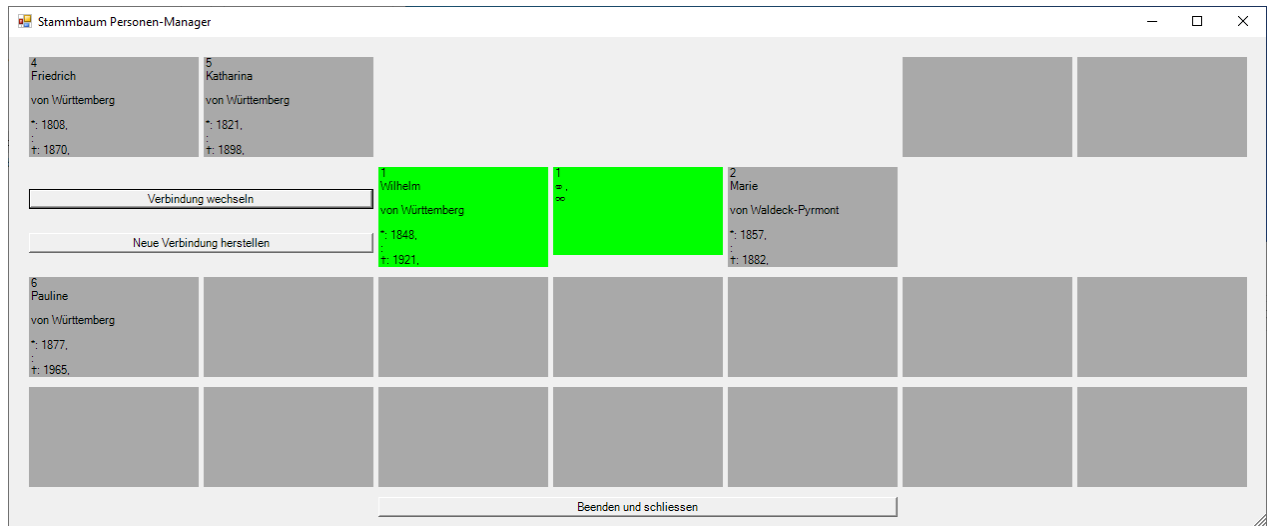 Stammbaum Personen-Manager
4
Friedrich
von Württemberg
*: 1808,
:
†: 1870,
5
Katharina
von Württemberg
*: 1821,
:
†: 1898,
Verbindung wechseln
Neue Verbindung herstellen
1
Wilhelm
von Württemberg
*: 1848,
:
†: 1921,
1
∞ ,
∞
2
Marie
von Waldeck-Pyrmont
*: 1857,
:
†: 1882,
6
Pauline
von Württemberg
*: 1877,
:
†: 1965,
Beenden und schliessen